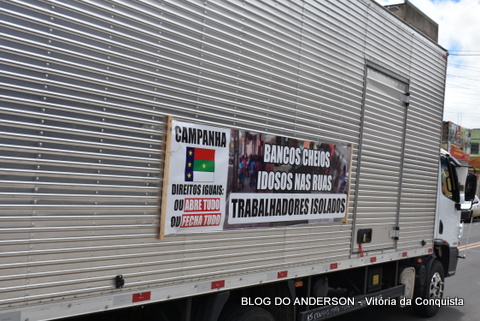 CAMPANHA
DIREITOS IGUAIS:
OU ABRE TUDO
OU FECHA TUDO
BANCOS CHEIOS
IDOSOS NAS RUAS
TRABALHADORES ISOLADOS
BLOG DO ANDERSON - Vitória da Conquista